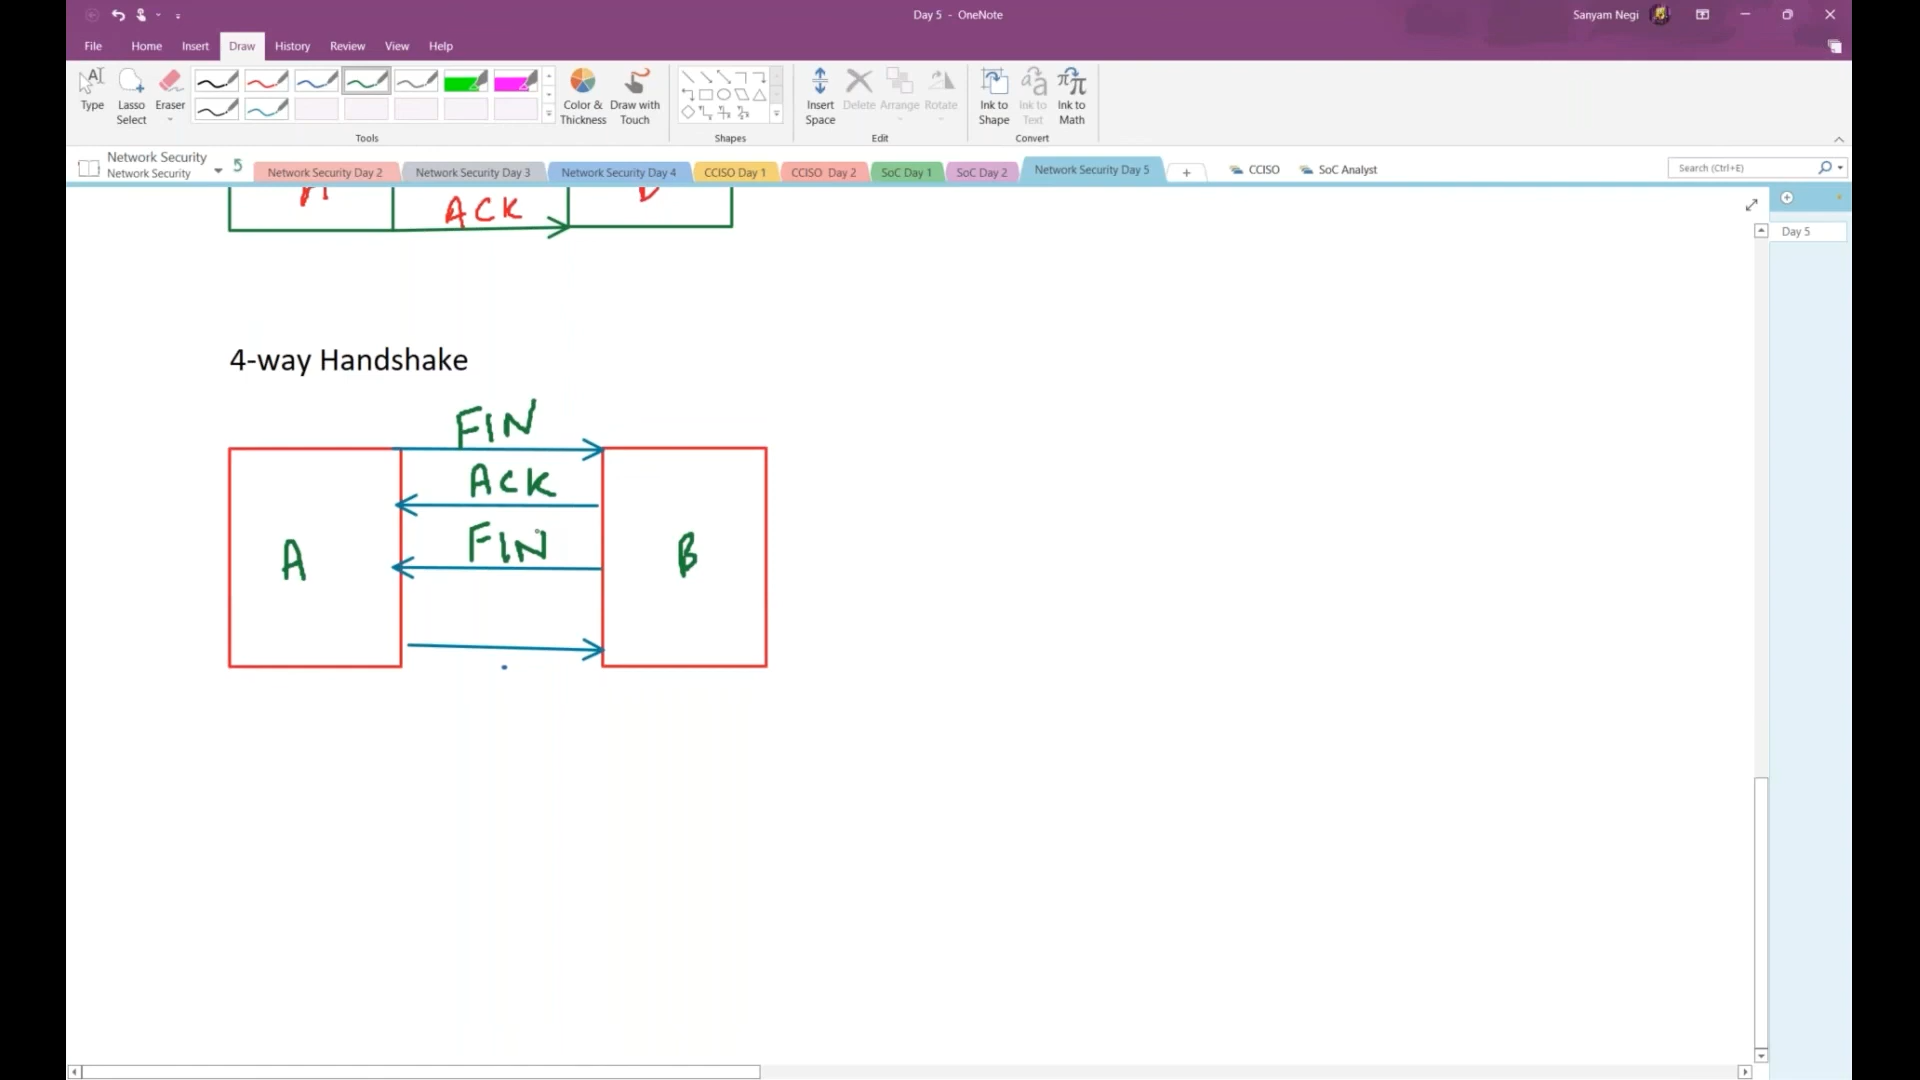 Day 5 - OneNote
Sanyam Negi
File Home Insert Draw History Review View Help
Type
Lasso Select
Eraser
Color & Thickness
Draw with Touch
Insert Space
Delete
Arrange
Rotate
Ink to Shape
Ink to Text
Ink to Math
Tools
Shapes
Edit
Convert
Network Security
Network Security
Network Security Day 2
Network Security Day 3
Network Security Day 4
CCISO Day 1
CCISO Day 2
SoC Day 1
SoC Day 2
Network Security Day 5
CCISO
SoC Analyst
Search (Ctrl+E)
Day 5
ACK
4-way Handshake
FIN
ACK
FIN
A
B